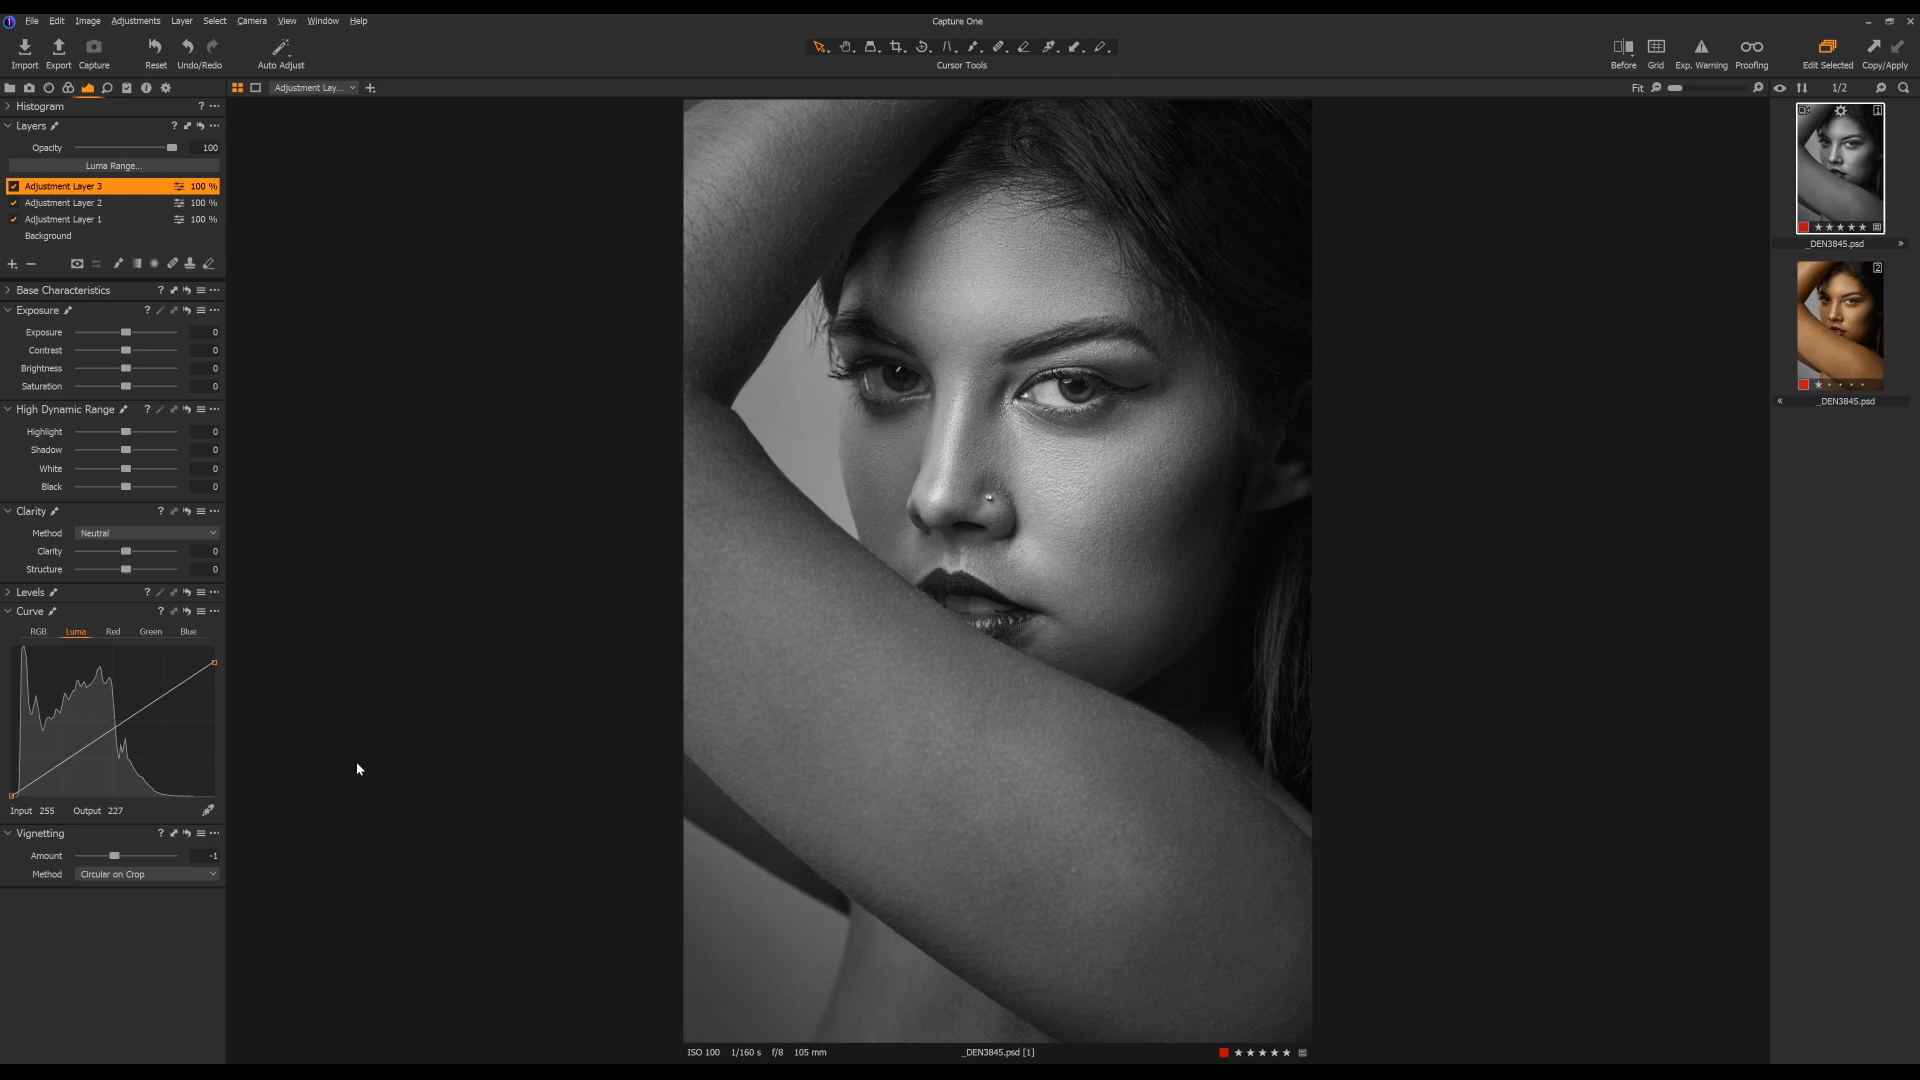 File Edit Image Adjustments Layer Select Camera View Window Help
Capture One
Import Export Capture Reset Undo/Redo Auto Adjust
Cursor Tools
Before Grid Exp. Warning Proofing Edit Selected Copy/Apply
Adjustment Lay...
Fit
1/2
Histogram ? ...
Layers ? ...
Opacity 100
Luma Range...
Adjustment Layer 3 100 %
Adjustment Layer 2 100 %
Adjustment Layer 1 100 %
Background
Base Characteristics ? ...
Exposure ? ...
Exposure 0
Contrast 0
Brightness 0
Saturation 0
High Dynamic Range ? ...
Highlight 0
Shadow 0
White 0
Black 0
Clarity ? ...
Method Neutral
Clarity 0
Structure 0
Levels ? ...
Curve ? ...
RGB Luma Red Green Blue
Input 255 Output 227
Vignetting ? ...
Amount -1
Method Circular on Crop
ISO 100 1/160 s f/8 105 mm
_DEN3845.psd [1]
1
_DEN3845.psd
2
_DEN3845.psd